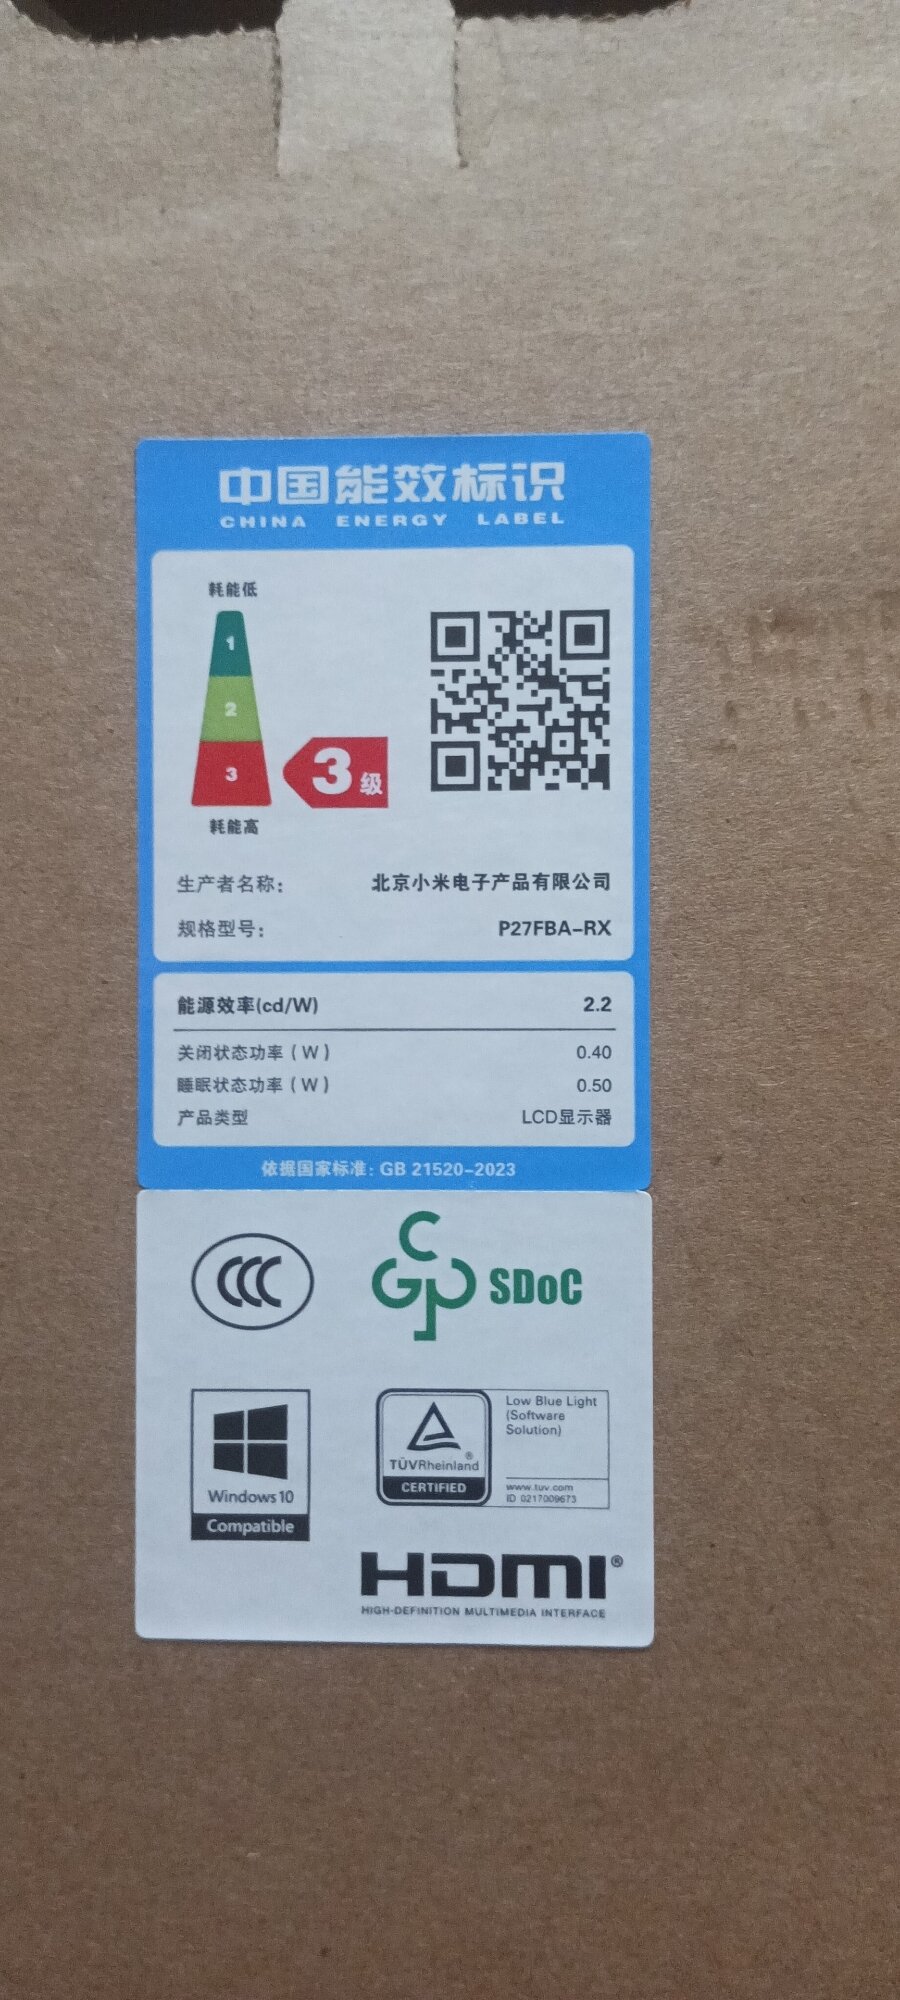 中国能效标识
CHINA ENERGY LABEL
耗能低
1
2
3
3级
耗能高
生产者名称: 北京小米电子产品有限公司
规格型号: P27FBA-RX
能源效率(cd/W) 2.2
关闭状态功率(W) 0.40
睡眠状态功率(W) 0.50
产品类型 LCD显示器
依据国家标准: GB 21520-2023
CCC
CGP SDoC
Windows 10
Compatible
TÜVRheinland®
CERTIFIED
Low Blue Light
(Software
Solution)
www.tuv.com
ID 0217009673
HDMI®
HIGH-DEFINITION MULTIMEDIA INTERFACE